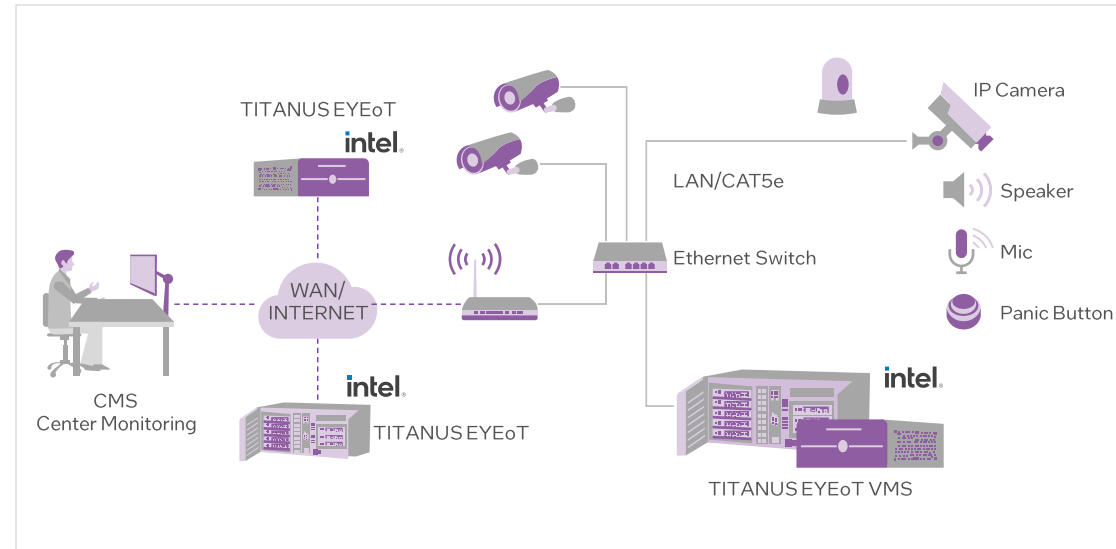 TITANUS EYEoT
intel.
IP Camera
LAN/CAT5e
Speaker
Ethernet Switch
Mic
WAN/
INTERNET
Panic Button
CMS
Center Monitoring
intel.
TITANUS EYEoT
intel.
TITANUS EYEoT VMS